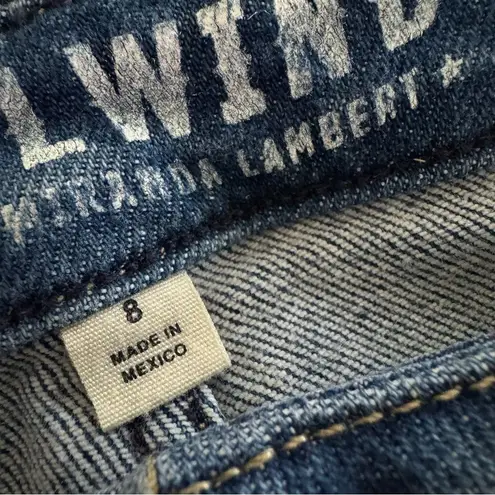 LWIND
MIRANDA LAMBERT ★
8
MADE IN
MEXICO